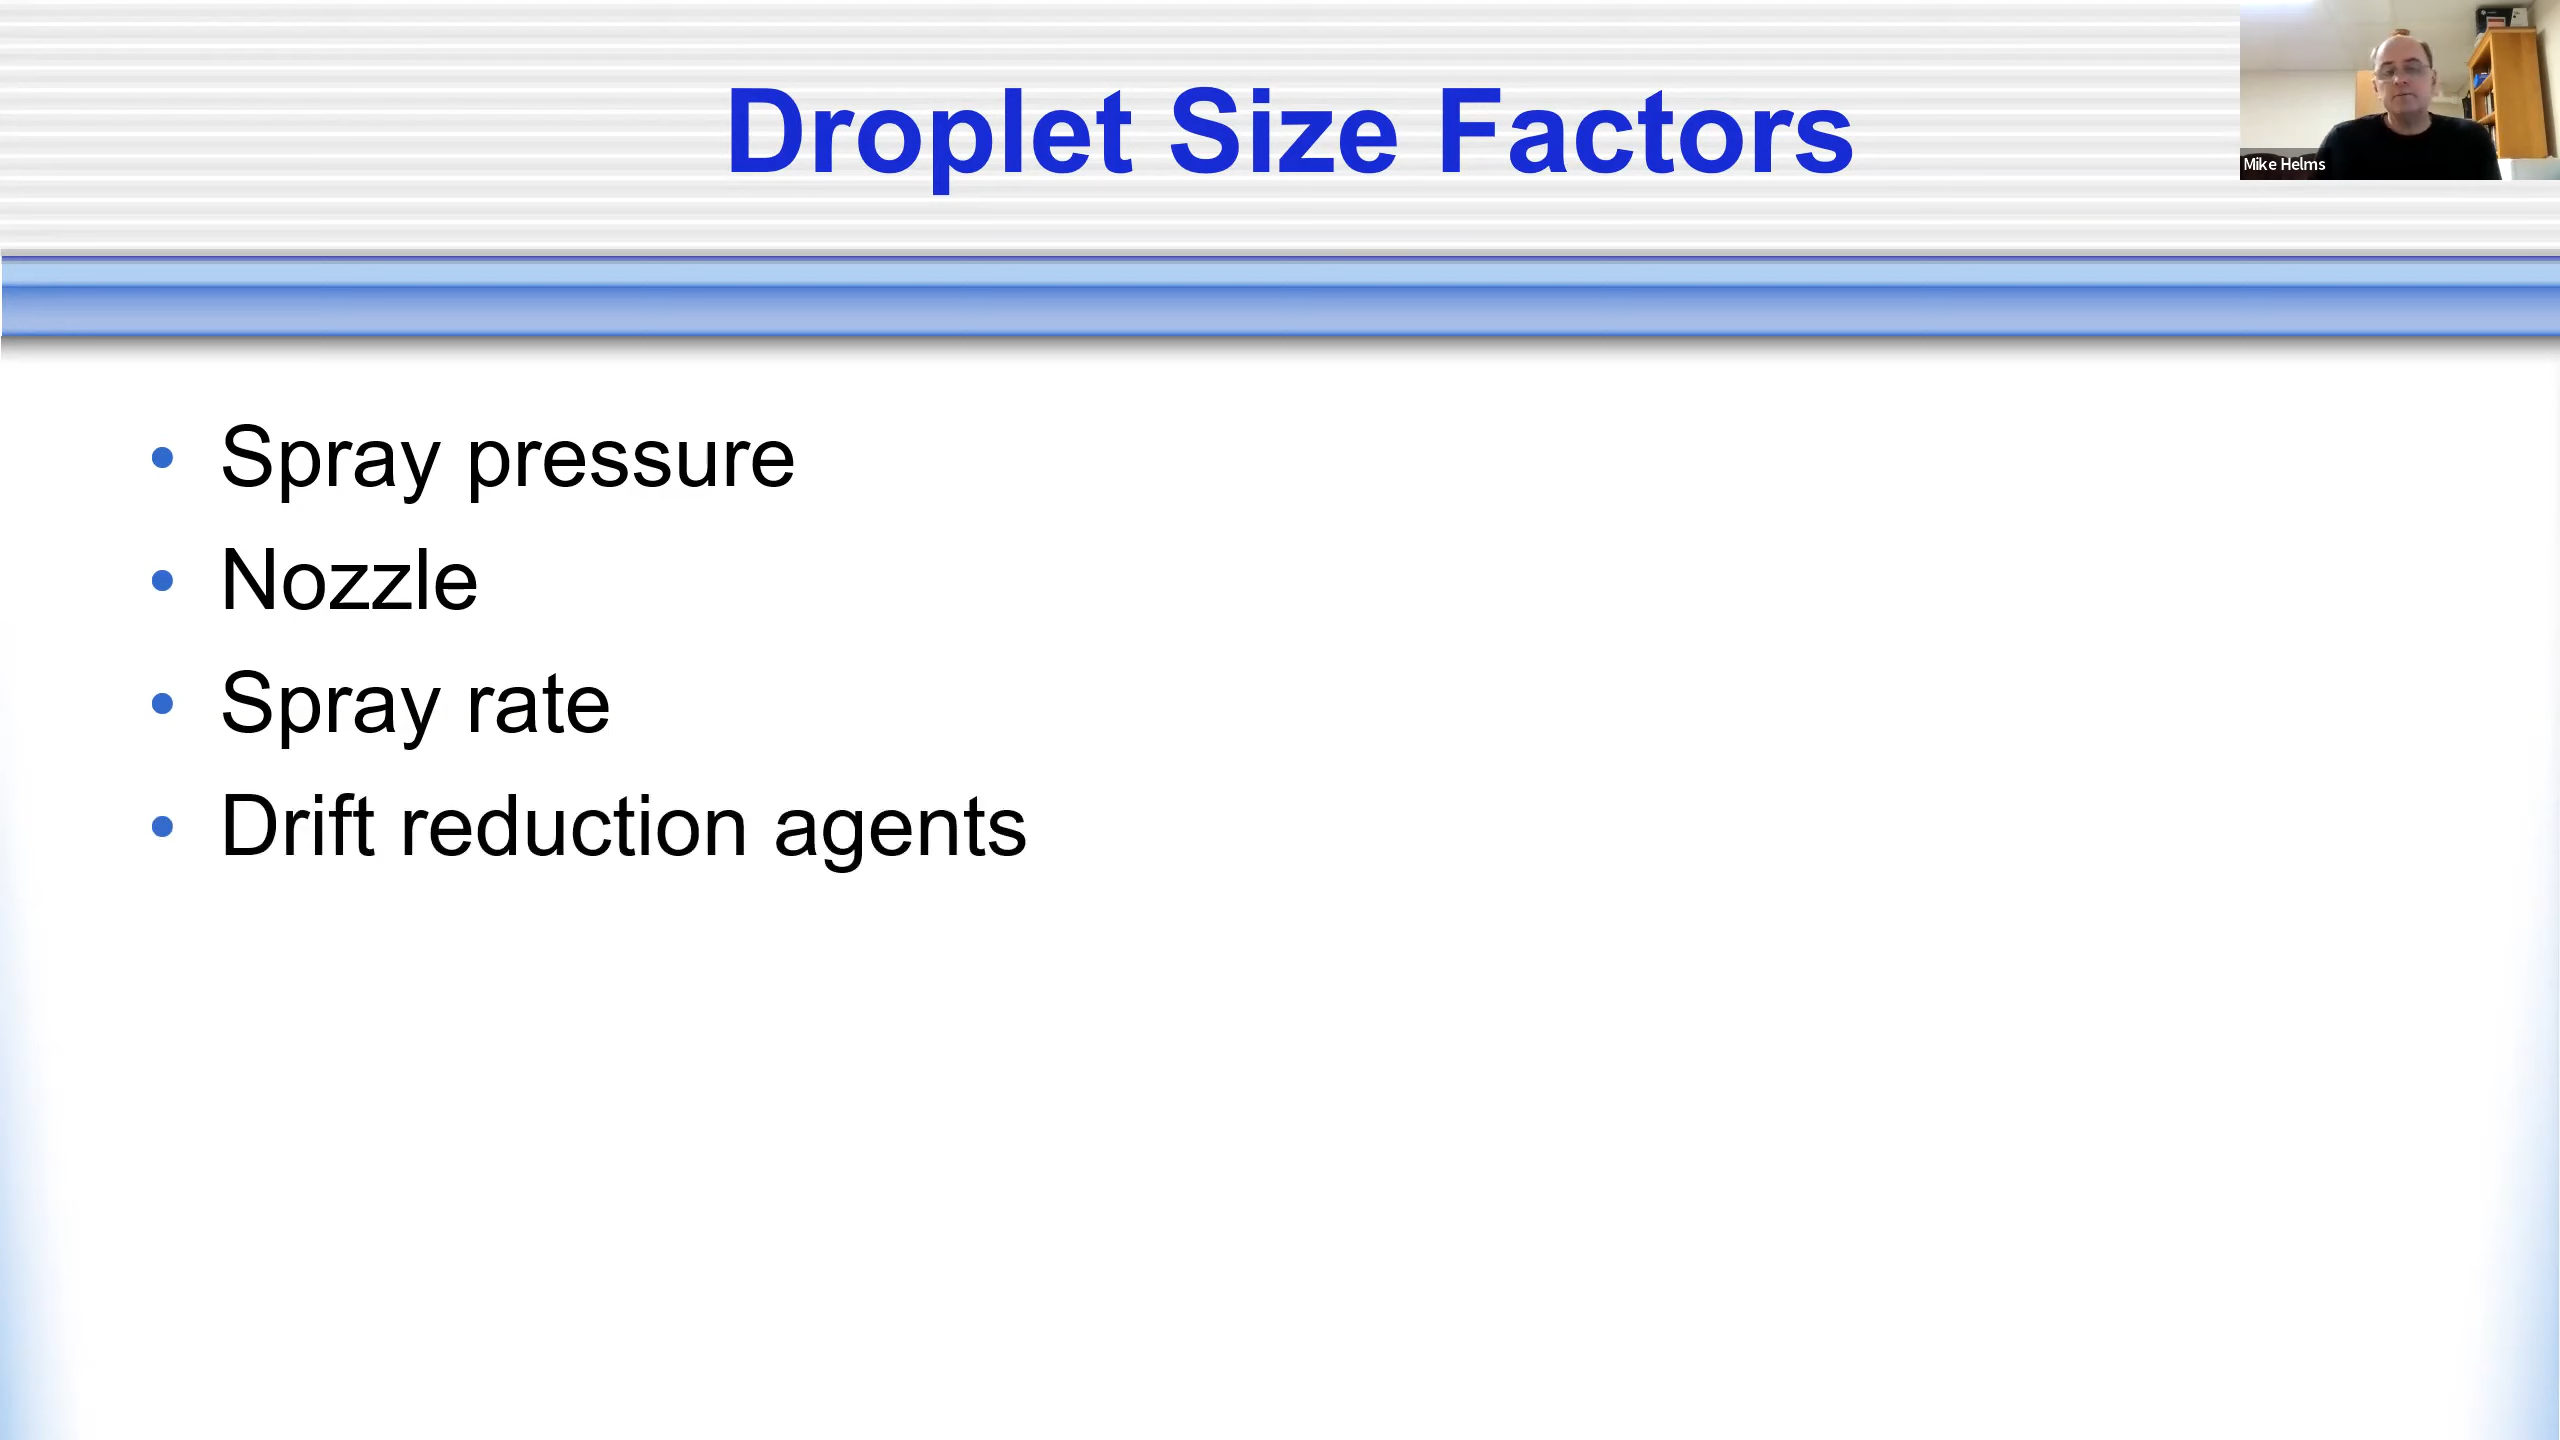 Droplet Size Factors
Mike Helms
Spray pressure
Nozzle
Spray rate
Drift reduction agents